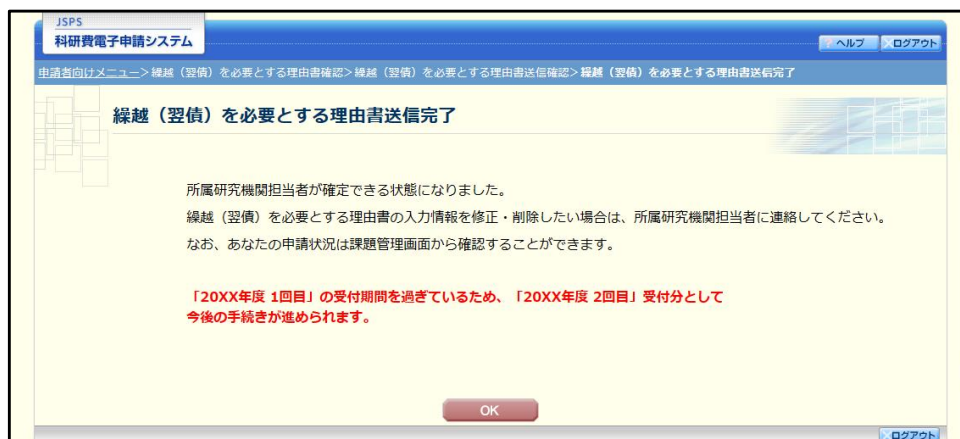 JSPS
科研費電子申請システム
? ヘルプ ログアウト
申請者向けメニュー>繰越（翌債）を必要とする理由書確認>繰越（翌債）を必要とする理由書送信確認>繰越（翌債）を必要とする理由書送信完了
繰越（翌債）を必要とする理由書送信完了
所属研究機関担当者が確定できる状態になりました。
繰越（翌債）を必要とする理由書の入力情報を修正・削除したい場合は、所属研究機関担当者に連絡してください。
なお、あなたの申請状況は課題管理画面から確認することができます。
「20XX年度 1回目」の受付期間を過ぎているため、「20XX年度 2回目」受付分として
今後の手続きが進められます。
OK
ログアウト